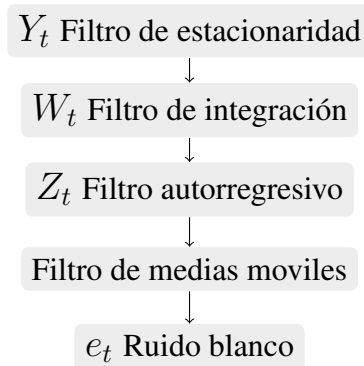 Y_t Filtro de estacionaridad
W_t Filtro de integración
Z_t Filtro autorregresivo
Filtro de medias moviles
e_t Ruido blanco